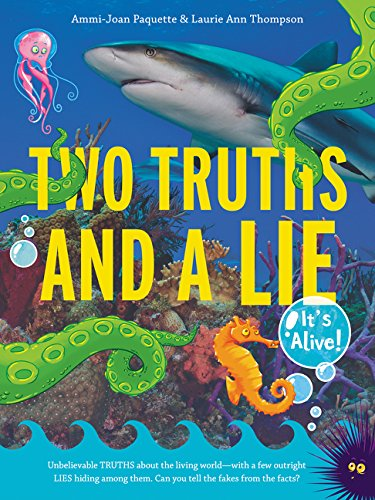 Ammi-Joan Paquette & Laurie Ann Thompson
TWO TRUTHS
AND A LIE
It's
Alive!
Unbelievable TRUTHS about the living world—with a few outright
LIES hiding among them. Can you tell the fakes from the facts?